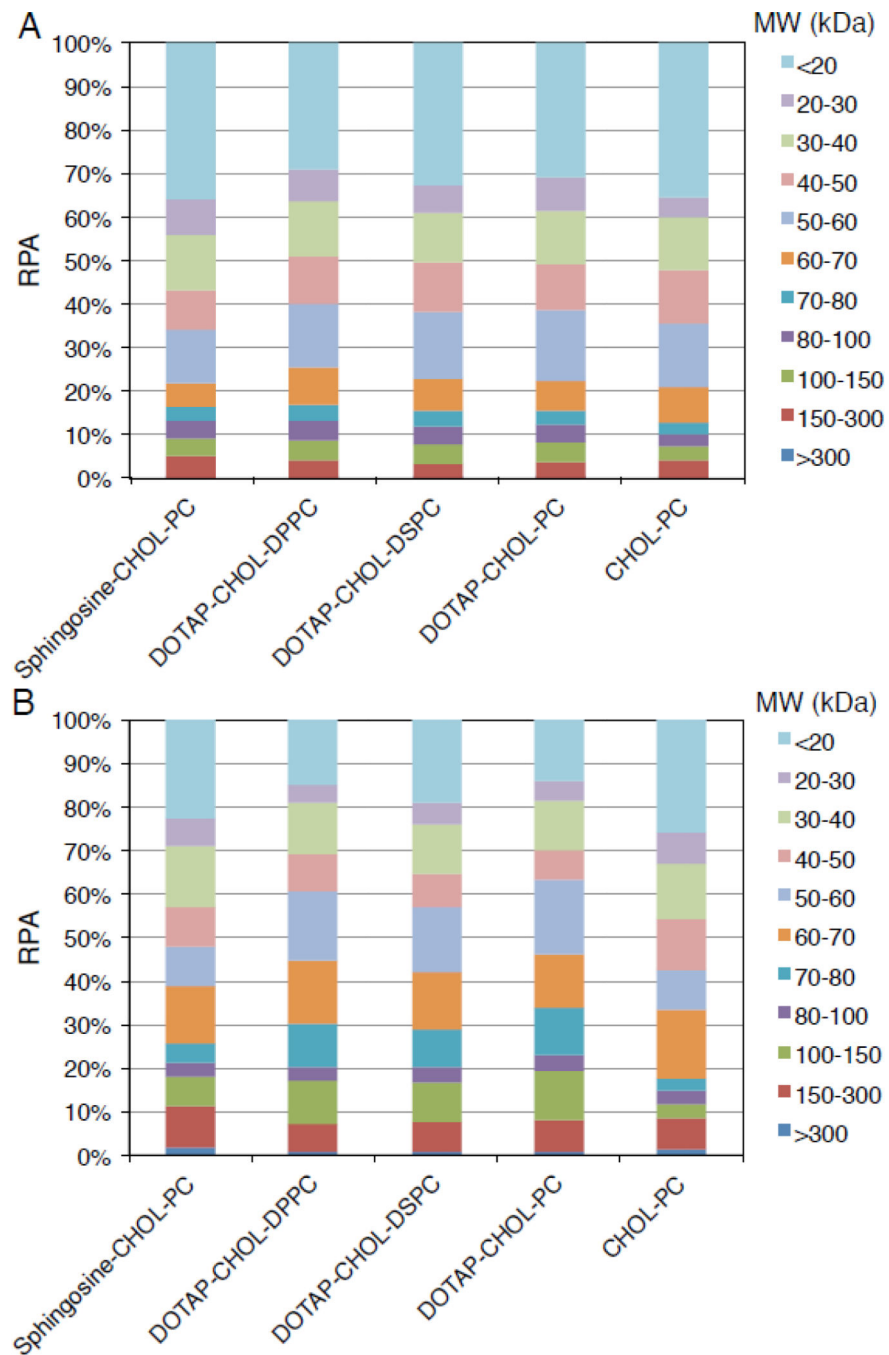 A
MW (kDa)
100%
90%
80%
70%
60%
50%
40%
30%
20%
10%
0%
RPA
<20
20-30
30-40
40-50
50-60
60-70
70-80
80-100
100-150
150-300
>300
Sphingosine-CHOL-PC
DOTAP-CHOL-DPPC
DOTAP-CHOL-DSPC
DOTAP-CHOL-PC
CHOL-PC
B
MW (kDa)
100%
90%
80%
70%
60%
50%
40%
30%
20%
10%
0%
RPA
<20
20-30
30-40
40-50
50-60
60-70
70-80
80-100
100-150
150-300
>300
Sphingosine-CHOL-PC
DOTAP-CHOL-DPPC
DOTAP-CHOL-DSPC
DOTAP-CHOL-PC
CHOL-PC